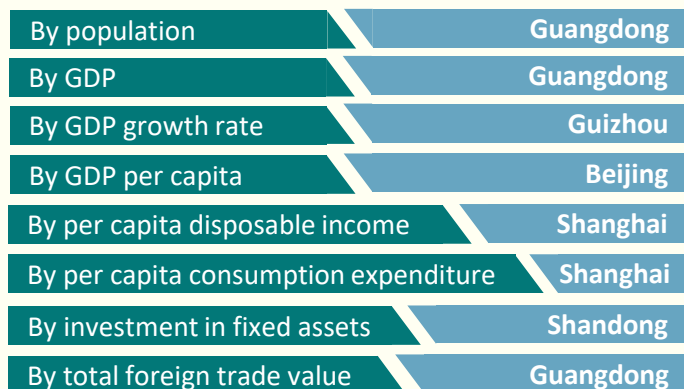 By population Guangdong
By GDP Guangdong
By GDP growth rate Guizhou
By GDP per capita Beijing
By per capita disposable income Shanghai
By per capita consumption expenditure Shanghai
By investment in fixed assets Shandong
By total foreign trade value Guangdong